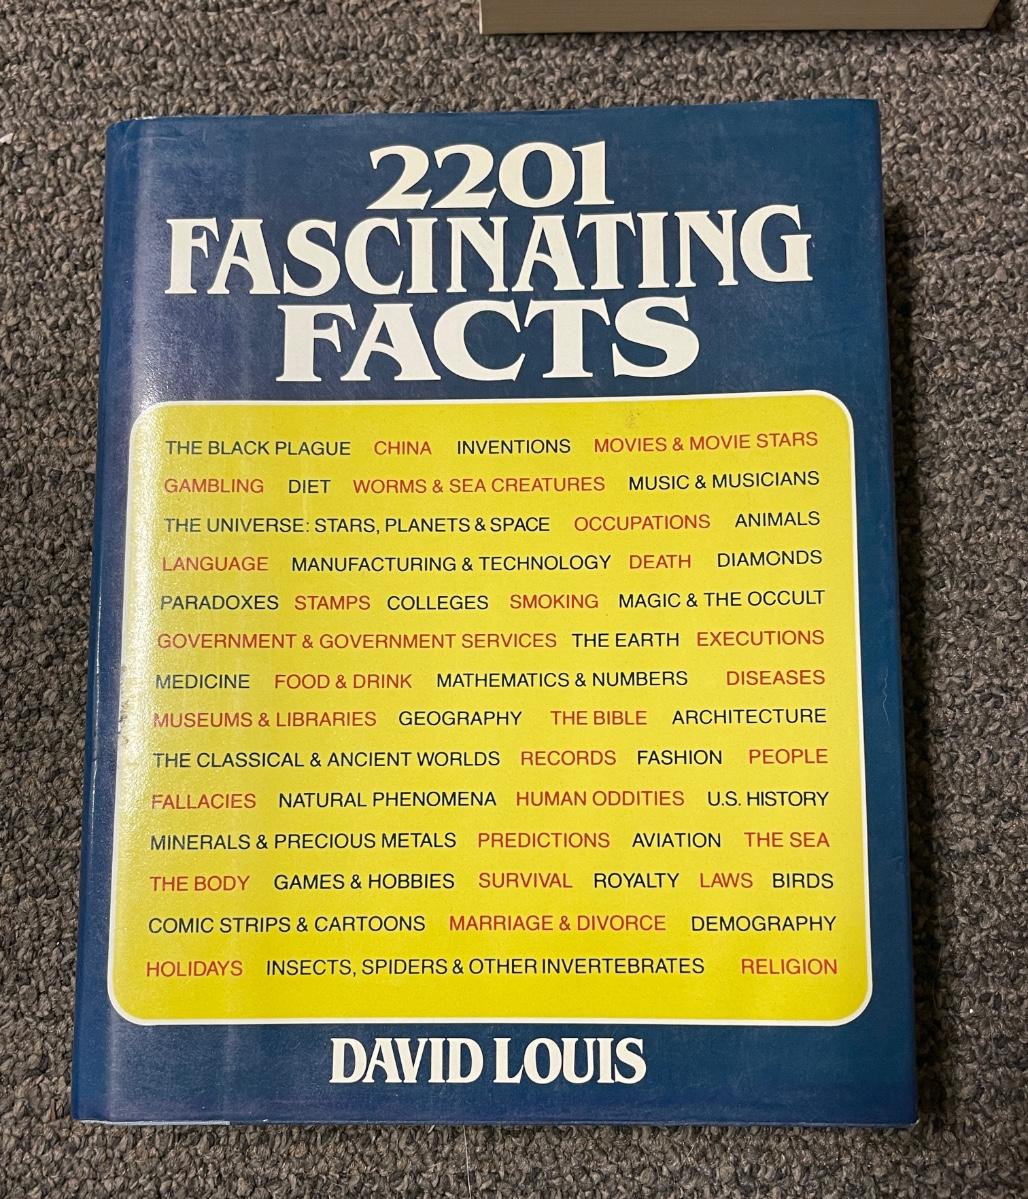 2201
FASCINATING
FACTS
THE BLACK PLAGUE CHINA INVENTIONS MOVIES & MOVIE STARS
GAMBLING DIET WORMS & SEA CREATURES MUSIC & MUSICIANS
THE UNIVERSE: STARS, PLANETS & SPACE OCCUPATIONS ANIMALS
LANGUAGE MANUFACTURING & TECHNOLOGY DEATH DIAMONDS
PARADOXES STAMPS COLLEGES SMOKING MAGIC & THE OCCULT
GOVERNMENT & GOVERNMENT SERVICES THE EARTH EXECUTIONS
MEDICINE FOOD & DRINK MATHEMATICS & NUMBERS DISEASES
MUSEUMS & LIBRARIES GEOGRAPHY THE BIBLE ARCHITECTURE
THE CLASSICAL & ANCIENT WORLDS RECORDS FASHION PEOPLE
FALLACIES NATURAL PHENOMENA HUMAN ODDITIES U.S. HISTORY
MINERALS & PRECIOUS METALS PREDICTIONS AVIATION THE SEA
THE BODY GAMES & HOBBIES SURVIVAL ROYALTY LAWS BIRDS
COMIC STRIPS & CARTOONS MARRIAGE & DIVORCE DEMOGRAPHY
HOLIDAYS INSECTS, SPIDERS & OTHER INVERTEBRATES RELIGION
DAVID LOUIS